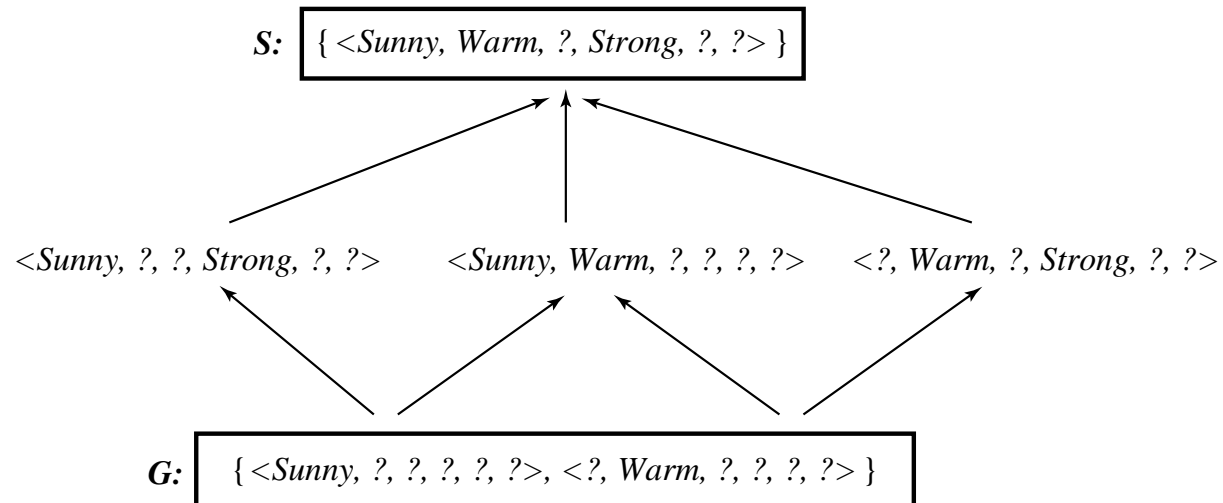 S: { <Sunny, Warm, ?, Strong, ?, ?> }
<Sunny, ?, ?, Strong, ?, ?> <Sunny, Warm, ?, ?, ?, ?> <?, Warm, ?, Strong, ?, ?>
G: { <Sunny, ?, ?, ?, ?, ?>, <?, Warm, ?, ?, ?, ?> }